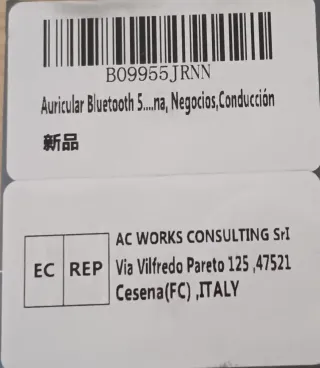 B09955JRNN
Auricular Bluetooth 5....na, Negocios,Conducción
新品
EC REP
AC WORKS CONSULTING SrI
Via Vilfredo Pareto 125 ,47521
Cesena(FC) ,ITALY